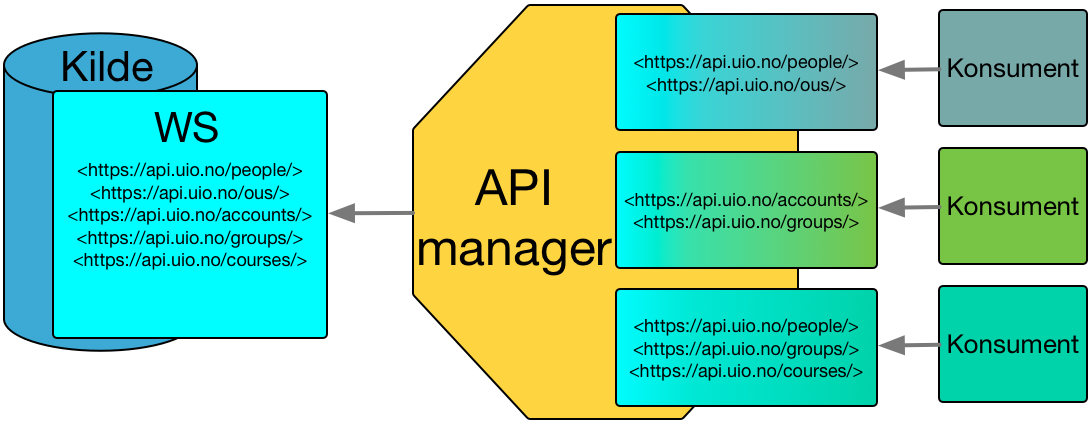 Kilde
WS
<https://api.uio.no/people/>
<https://api.uio.no/ous/>
<https://api.uio.no/accounts/>
<https://api.uio.no/groups/>
<https://api.uio.no/courses/>
API
manager
<https://api.uio.no/people/>
<https://api.uio.no/ous/>
Konsument
<https://api.uio.no/accounts/>
<https://api.uio.no/groups/>
Konsument
<https://api.uio.no/people/>
<https://api.uio.no/groups/>
<https://api.uio.no/courses/>
Konsument